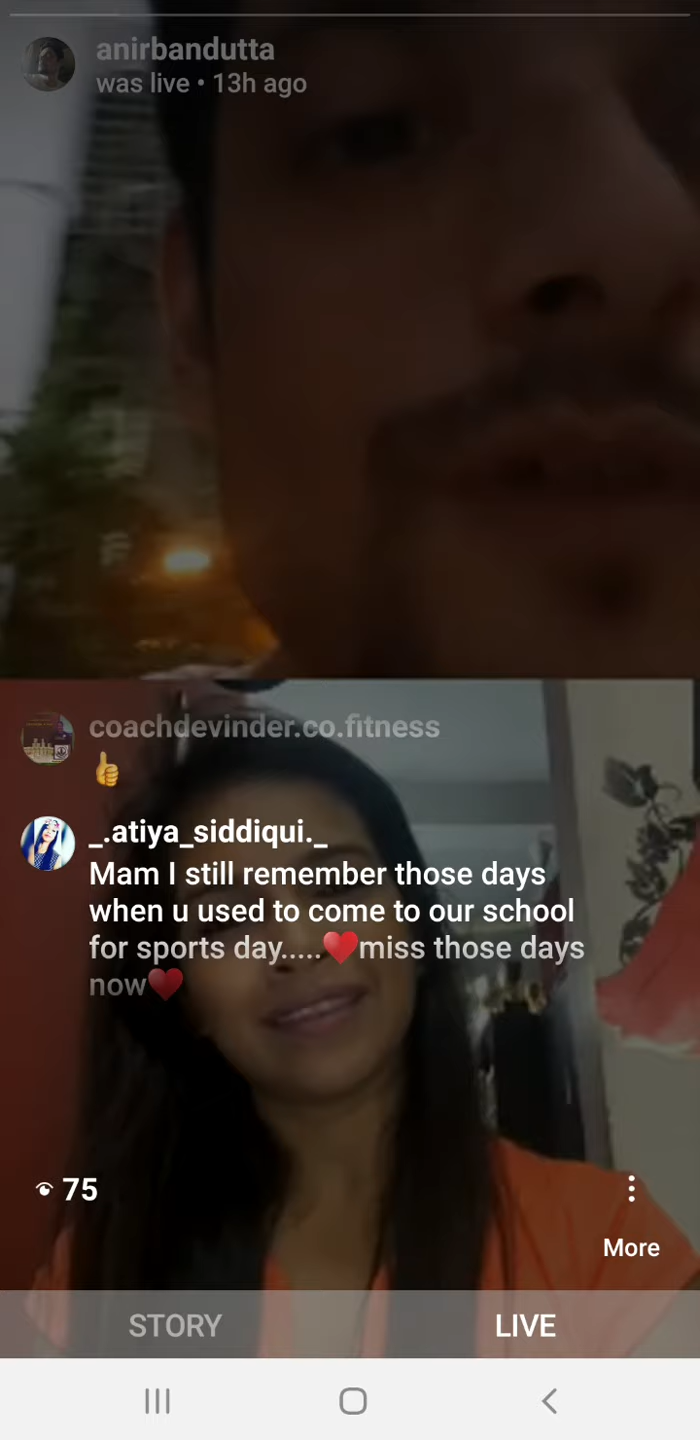 anirbandutta
was live • 13h ago
coachdevinder.co.fitness
👍
_.atiya_siddiqui._
Mam I still remember those days
when u used to come to our school
for sports day.....❤️miss those days
now❤️
75
More
STORY
LIVE